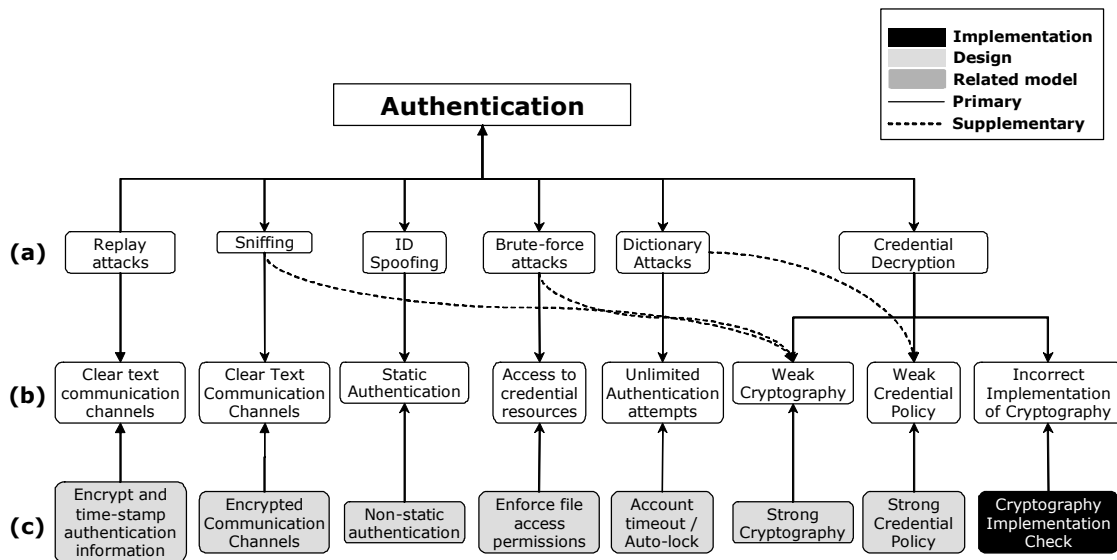 Implementation
Design
Related model
Primary
Supplementary
Authentication
(a)
Replay
attacks
Sniffing
ID
Spoofing
Brute-force
attacks
Dictionary
Attacks
Credential
Decryption
(b)
Clear text
communication
channels
Clear Text
Communication
Channels
Static
Authentication
Access to
credential
resources
Unlimited
Authentication
attempts
Weak
Cryptography
Weak
Credential
Policy
Incorrect
Implementation
of Cryptography
(c)
Encrypt and
time-stamp
authentication
information
Encrypted
Communication
Channels
Non-static
authentication
Enforce file
access
permissions
Account
timeout /
Auto-lock
Strong
Cryptography
Strong
Credential
Policy
Cryptography
Implementation
Check